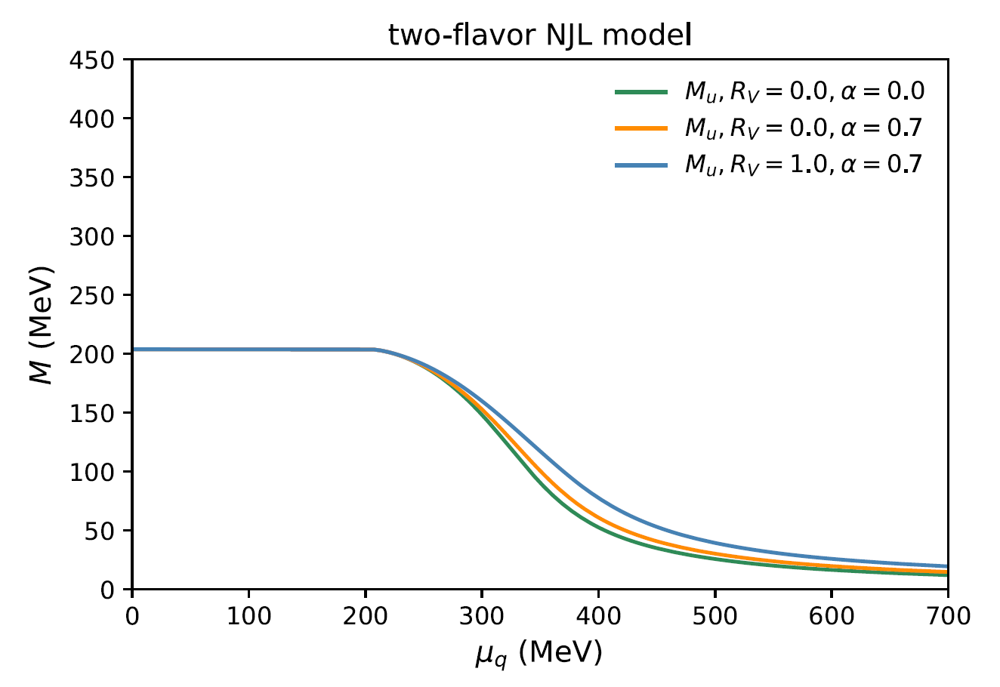 two-flavor NJL model
M_u, R_V = 0.0, α = 0.0
M_u, R_V = 0.0, α = 0.7
M_u, R_V = 1.0, α = 0.7
M (MeV)
450
400
350
300
250
200
150
100
50
0
0 100 200 300 400 500 600 700
μ_q (MeV)